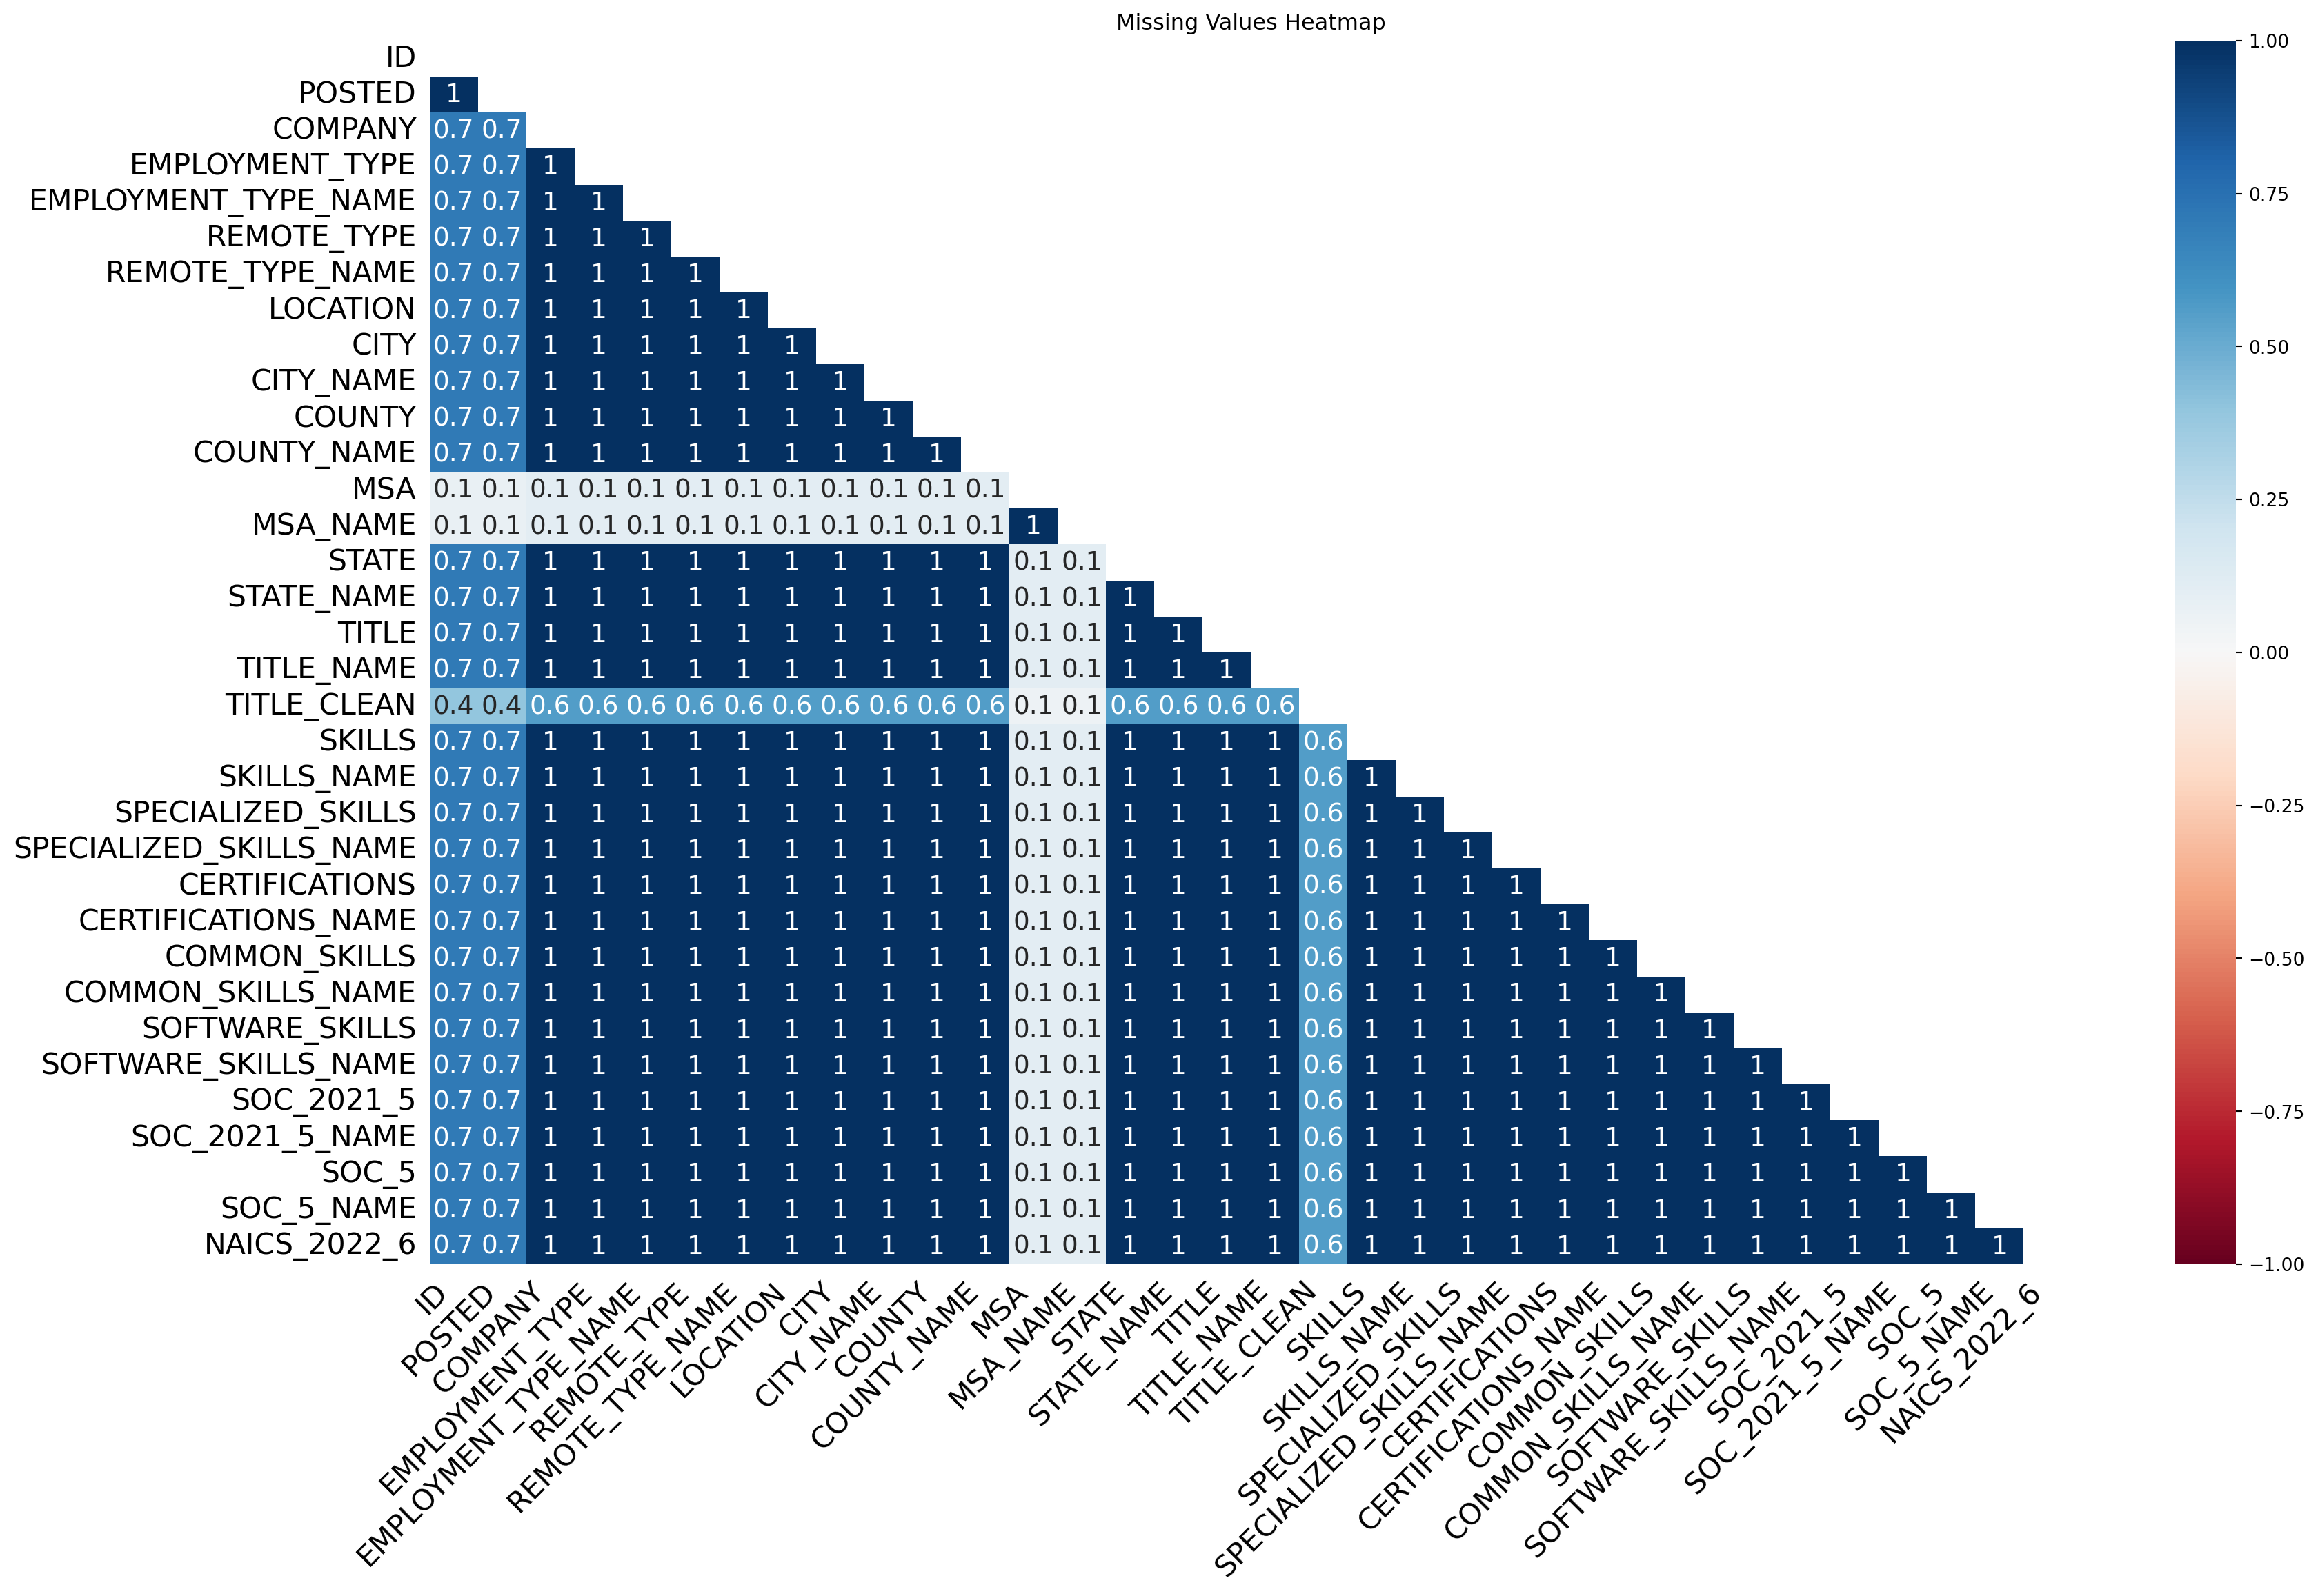 Missing Values Heatmap
ID
POSTED 1
COMPANY 0.7 0.7
EMPLOYMENT_TYPE 0.7 0.7 1
EMPLOYMENT_TYPE_NAME 0.7 0.7 1 1
REMOTE_TYPE 0.7 0.7 1 1 1
REMOTE_TYPE_NAME 0.7 0.7 1 1 1 1
LOCATION 0.7 0.7 1 1 1 1 1
CITY 0.7 0.7 1 1 1 1 1 1
CITY_NAME 0.7 0.7 1 1 1 1 1 1 1
COUNTY 0.7 0.7 1 1 1 1 1 1 1 1
COUNTY_NAME 0.7 0.7 1 1 1 1 1 1 1 1 1
MSA 0.1 0.1 0.1 0.1 0.1 0.1 0.1 0.1 0.1 0.1 0.1 0.1
MSA_NAME 0.1 0.1 0.1 0.1 0.1 0.1 0.1 0.1 0.1 0.1 0.1 0.1 1
STATE 0.7 0.7 1 1 1 1 1 1 1 1 1 1 0.1 0.1
STATE_NAME 0.7 0.7 1 1 1 1 1 1 1 1 1 1 0.1 0.1 1
TITLE 0.7 0.7 1 1 1 1 1 1 1 1 1 1 0.1 0.1 1 1
TITLE_NAME 0.7 0.7 1 1 1 1 1 1 1 1 1 1 0.1 0.1 1 1 1
TITLE_CLEAN 0.4 0.4 0.6 0.6 0.6 0.6 0.6 0.6 0.6 0.6 0.6 0.6 0.1 0.1 0.6 0.6 0.6 0.6
SKILLS 0.7 0.7 1 1 1 1 1 1 1 1 1 1 0.1 0.1 1 1 1 1 0.6
SKILLS_NAME 0.7 0.7 1 1 1 1 1 1 1 1 1 1 0.1 0.1 1 1 1 1 0.6 1
SPECIALIZED_SKILLS 0.7 0.7 1 1 1 1 1 1 1 1 1 1 0.1 0.1 1 1 1 1 0.6 1 1
SPECIALIZED_SKILLS_NAME 0.7 0.7 1 1 1 1 1 1 1 1 1 1 0.1 0.1 1 1 1 1 0.6 1 1 1
CERTIFICATIONS 0.7 0.7 1 1 1 1 1 1 1 1 1 1 0.1 0.1 1 1 1 1 0.6 1 1 1 1
CERTIFICATIONS_NAME 0.7 0.7 1 1 1 1 1 1 1 1 1 1 0.1 0.1 1 1 1 1 0.6 1 1 1 1 1
COMMON_SKILLS 0.7 0.7 1 1 1 1 1 1 1 1 1 1 0.1 0.1 1 1 1 1 0.6 1 1 1 1 1 1
COMMON_SKILLS_NAME 0.7 0.7 1 1 1 1 1 1 1 1 1 1 0.1 0.1 1 1 1 1 0.6 1 1 1 1 1 1 1
SOFTWARE_SKILLS 0.7 0.7 1 1 1 1 1 1 1 1 1 1 0.1 0.1 1 1 1 1 0.6 1 1 1 1 1 1 1 1
SOFTWARE_SKILLS_NAME 0.7 0.7 1 1 1 1 1 1 1 1 1 1 0.1 0.1 1 1 1 1 0.6 1 1 1 1 1 1 1 1 1
SOC_2021_5 0.7 0.7 1 1 1 1 1 1 1 1 1 1 0.1 0.1 1 1 1 1 0.6 1 1 1 1 1 1 1 1 1 1
SOC_2021_5_NAME 0.7 0.7 1 1 1 1 1 1 1 1 1 1 0.1 0.1 1 1 1 1 0.6 1 1 1 1 1 1 1 1 1 1 1
SOC_5 0.7 0.7 1 1 1 1 1 1 1 1 1 1 0.1 0.1 1 1 1 1 0.6 1 1 1 1 1 1 1 1 1 1 1 1
SOC_5_NAME 0.7 0.7 1 1 1 1 1 1 1 1 1 1 0.1 0.1 1 1 1 1 0.6 1 1 1 1 1 1 1 1 1 1 1 1 1
NAICS_2022_6 0.7 0.7 1 1 1 1 1 1 1 1 1 1 0.1 0.1 1 1 1 1 0.6 1 1 1 1 1 1 1 1 1 1 1 1 1 1
ID
POSTED
COMPANY
EMPLOYMENT_TYPE
EMPLOYMENT_TYPE_NAME
REMOTE_TYPE
REMOTE_TYPE_NAME
LOCATION
CITY
CITY_NAME
COUNTY
COUNTY_NAME
MSA
MSA_NAME
STATE
STATE_NAME
TITLE
TITLE_NAME
TITLE_CLEAN
SKILLS
SKILLS_NAME
SPECIALIZED_SKILLS
SPECIALIZED_SKILLS_NAME
CERTIFICATIONS
CERTIFICATIONS_NAME
COMMON_SKILLS
COMMON_SKILLS_NAME
SOFTWARE_SKILLS
SOFTWARE_SKILLS_NAME
SOC_2021_5
SOC_2021_5_NAME
SOC_5
SOC_5_NAME
NAICS_2022_6
1.00
0.75
0.50
0.25
0.00
−0.25
−0.50
−0.75
−1.00